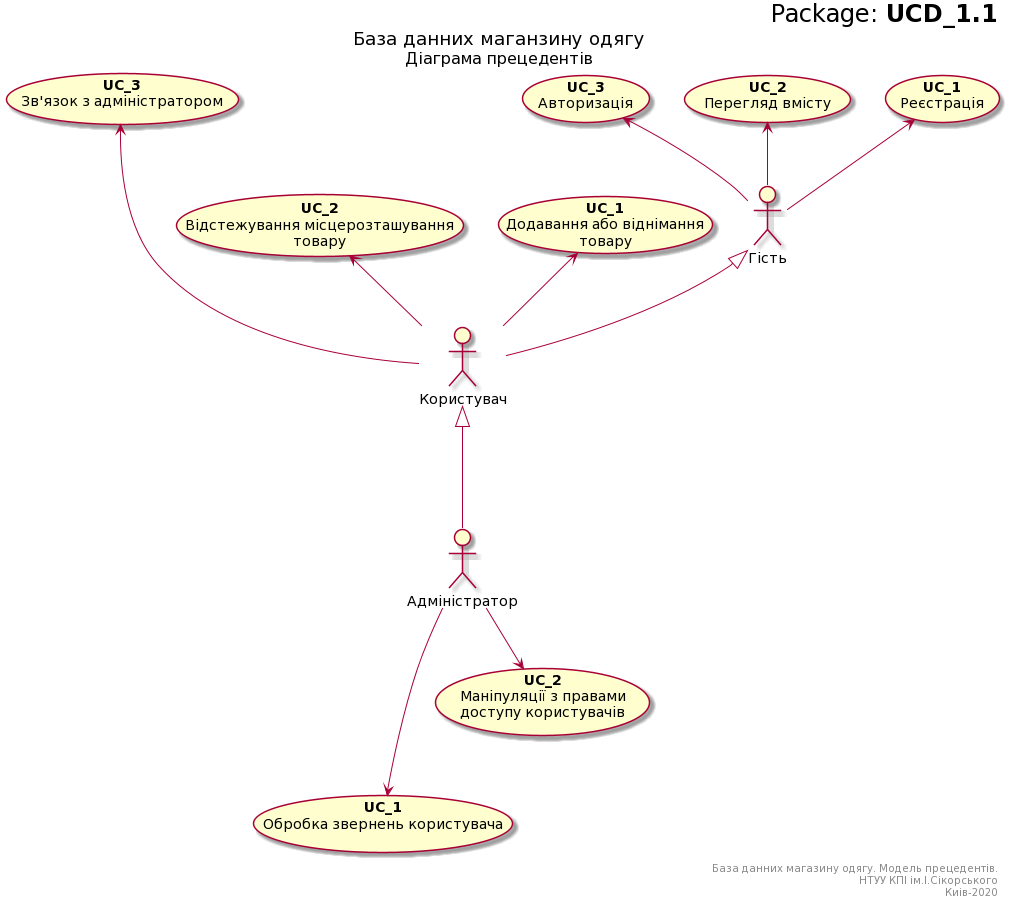 Package: UCD_1.1
База данних маганзину одягу
Діаграма прецедентів
UC_3
Зв'язок з адміністратором
UC_3
Авторизація
UC_2
Перегляд вмісту
UC_1
Реєстрація
UC_2
Відстежування місцерозташування
товару
UC_1
Додавання або віднімання
товару
Гість
Користувач
Адміністратор
UC_2
Маніпуляції з правами
доступу користувачів
UC_1
Обробка звернень користувача
База данних магазину одягу. Модель прецедентів.
НТУУ КПІ ім.І.Сікорського
Киів-2020